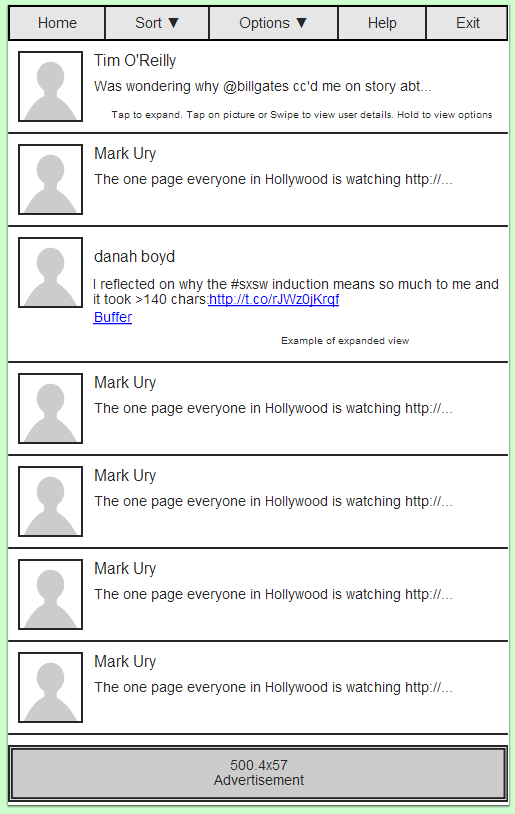 Home Sort ▼ Options ▼ Help Exit
Tim O'Reilly
Was wondering why @billgates cc'd me on story abt...
Tap to expand. Tap on picture or Swipe to view user details. Hold to view options
Mark Ury
The one page everyone in Hollywood is watching http://...
danah boyd
I reflected on why the #sxsw induction means so much to me and
it took >140 chars:http://t.co/rJWz0jKrqf
Buffer
Example of expanded view
Mark Ury
The one page everyone in Hollywood is watching http://...
Mark Ury
The one page everyone in Hollywood is watching http://...
Mark Ury
The one page everyone in Hollywood is watching http://...
Mark Ury
The one page everyone in Hollywood is watching http://...
500.4x57
Advertisement